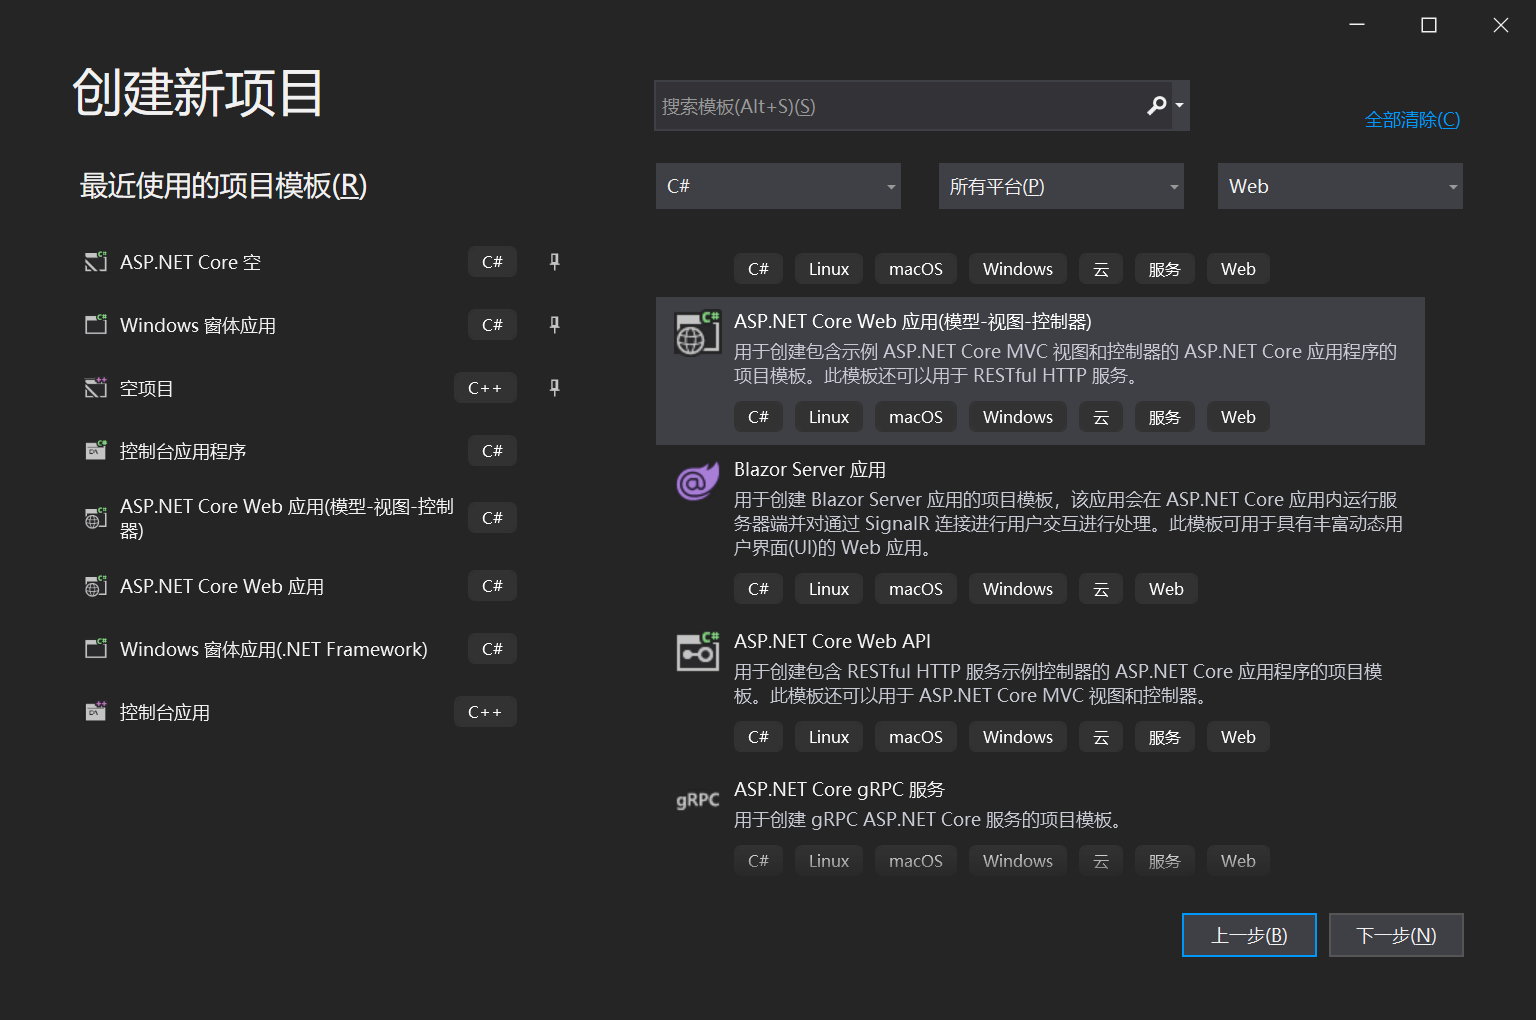 创建新项目
搜索模板(Alt+S)(S)
全部清除(C)
最近使用的项目模板(R)
C#
所有平台(P)
Web
ASP.NET Core 空
C#
Windows 窗体应用
C#
空项目
C++
控制台应用程序
C#
ASP.NET Core Web 应用(模型-视图-控制
器)
C#
ASP.NET Core Web 应用
C#
Windows 窗体应用(.NET Framework)
C#
控制台应用
C++
C# Linux macOS Windows 云 服务 Web
ASP.NET Core Web 应用(模型-视图-控制器)
用于创建包含示例 ASP.NET Core MVC 视图和控制器的 ASP.NET Core 应用程序的
项目模板。此模板还可以用于 RESTful HTTP 服务。
C# Linux macOS Windows 云 服务 Web
Blazor Server 应用
用于创建 Blazor Server 应用的项目模板，该应用会在 ASP.NET Core 应用内运行服
务器端并对通过 SignalR 连接进行用户交互进行处理。此模板可用于具有丰富动态用
户界面(UI)的 Web 应用。
C# Linux macOS Windows 云 Web
ASP.NET Core Web API
用于创建包含 RESTful HTTP 服务示例控制器的 ASP.NET Core 应用程序的项目模
板。此模板还可以用于 ASP.NET Core MVC 视图和控制器。
C# Linux macOS Windows 云 服务 Web
gRPC
ASP.NET Core gRPC 服务
用于创建 gRPC ASP.NET Core 服务的项目模板。
C# Linux macOS Windows 云 服务 Web
上一步(B)
下一步(N)